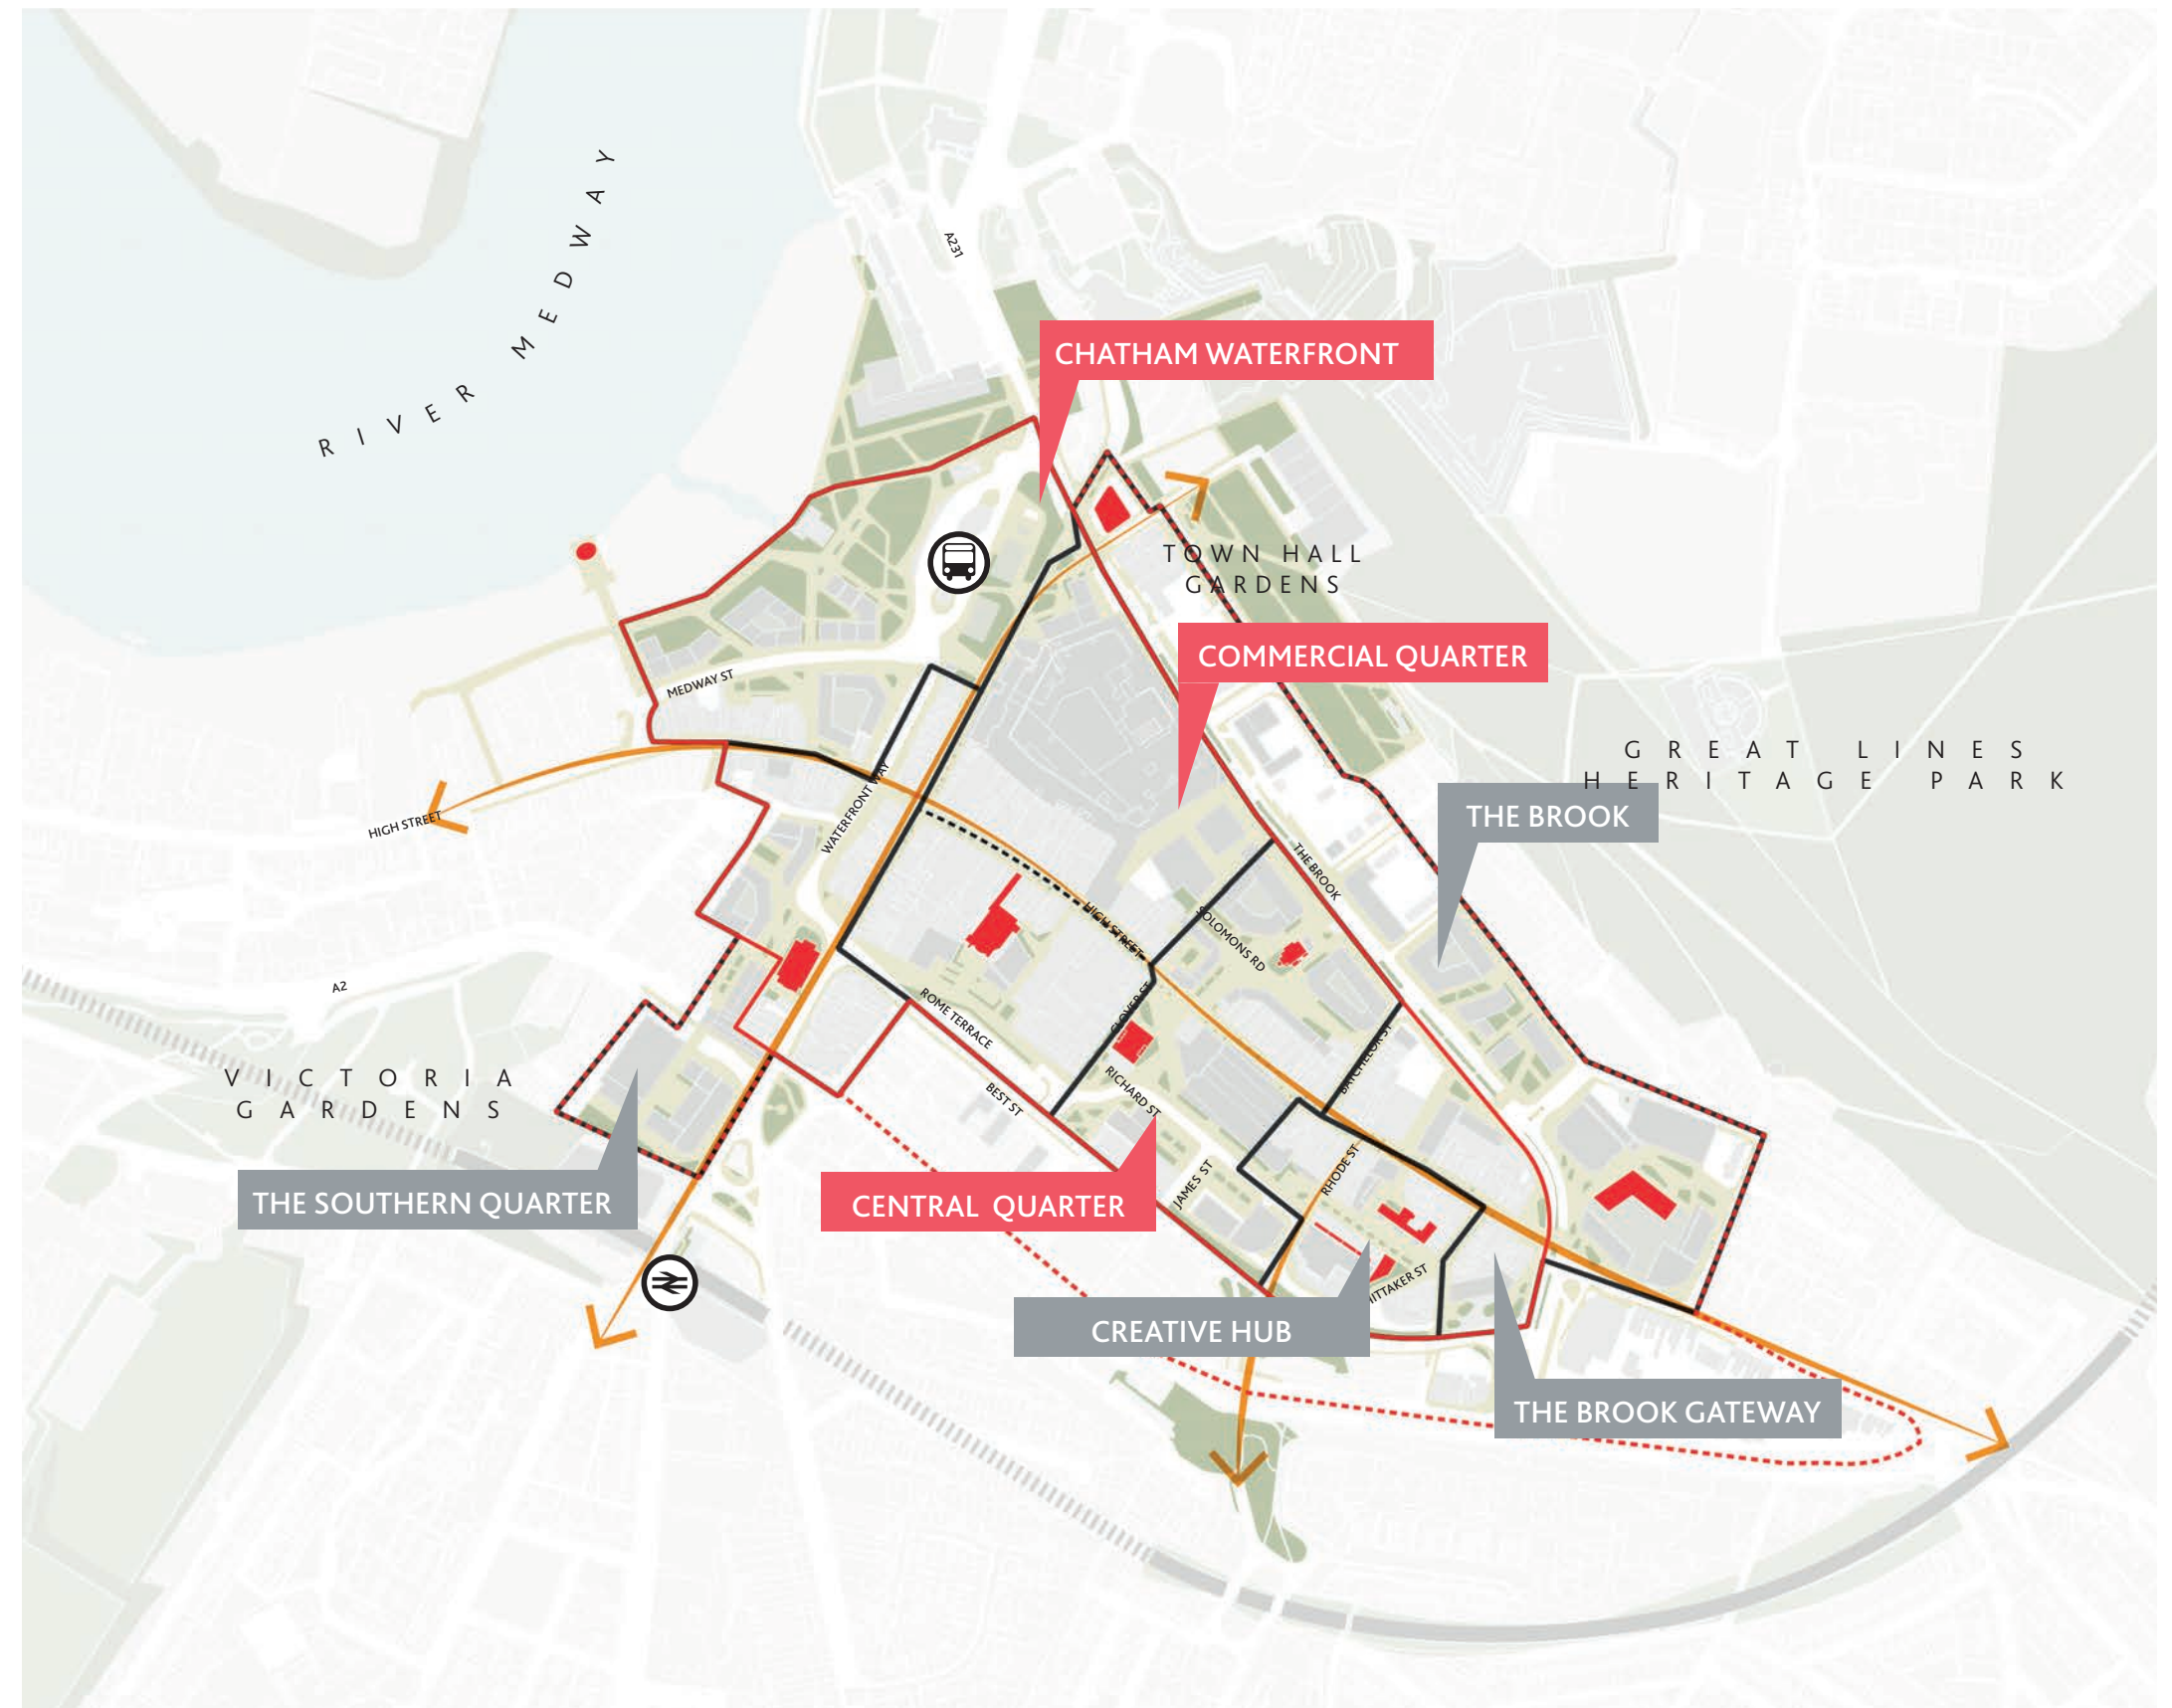 RIVER MEDWAY
A231
CHATHAM WATERFRONT
TOWN HALL
GARDENS
COMMERCIAL QUARTER
MEDWAY ST
GREAT LINES
HERITAGE PARK
THE BROOK
WATERFRONT WAY
HIGH STREET
THE BROOK
HIGH STREET
SOLOMONS RD
A2
ROME TERRACE
CLOVER ST
BATCHELOR ST
VICTORIA
GARDENS
BEST ST
RICHARD ST
RHODE ST
JAMES ST
THE SOUTHERN QUARTER
CENTRAL QUARTER
CREATIVE HUB
THE BROOK GATEWAY